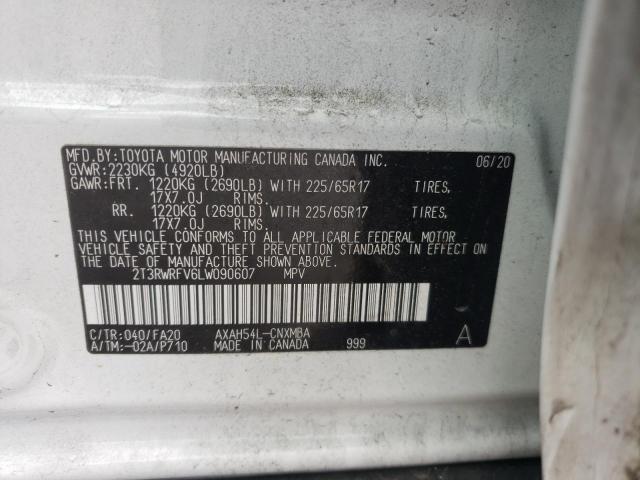 MFD.BY:TOYOTA MOTOR MANUFACTURING CANADA INC. 06/20
GVWR:2230KG (4920LB)
GAWR:FRT. 1220KG (2690LB) WITH 225/65R17 TIRES,
17X7.0J RIMS.
RR. 1220KG (2690LB) WITH 225/65R17 TIRES,
17X7.0J RIMS.
THIS VEHICLE CONFORMS TO ALL APPLICABLE FEDERAL MOTOR
VEHICLE SAFETY AND THEFT PREVENTION STANDARDS IN EFFECT ON
THE DATE OF MANUFACTURE SHOWN ABOVE.
2T3RWRFV6LW090607 MPV
C/TR:040/FA20 AXAH54L-CNXMBA A
A/TM:-02A/P710 MADE IN CANADA 999